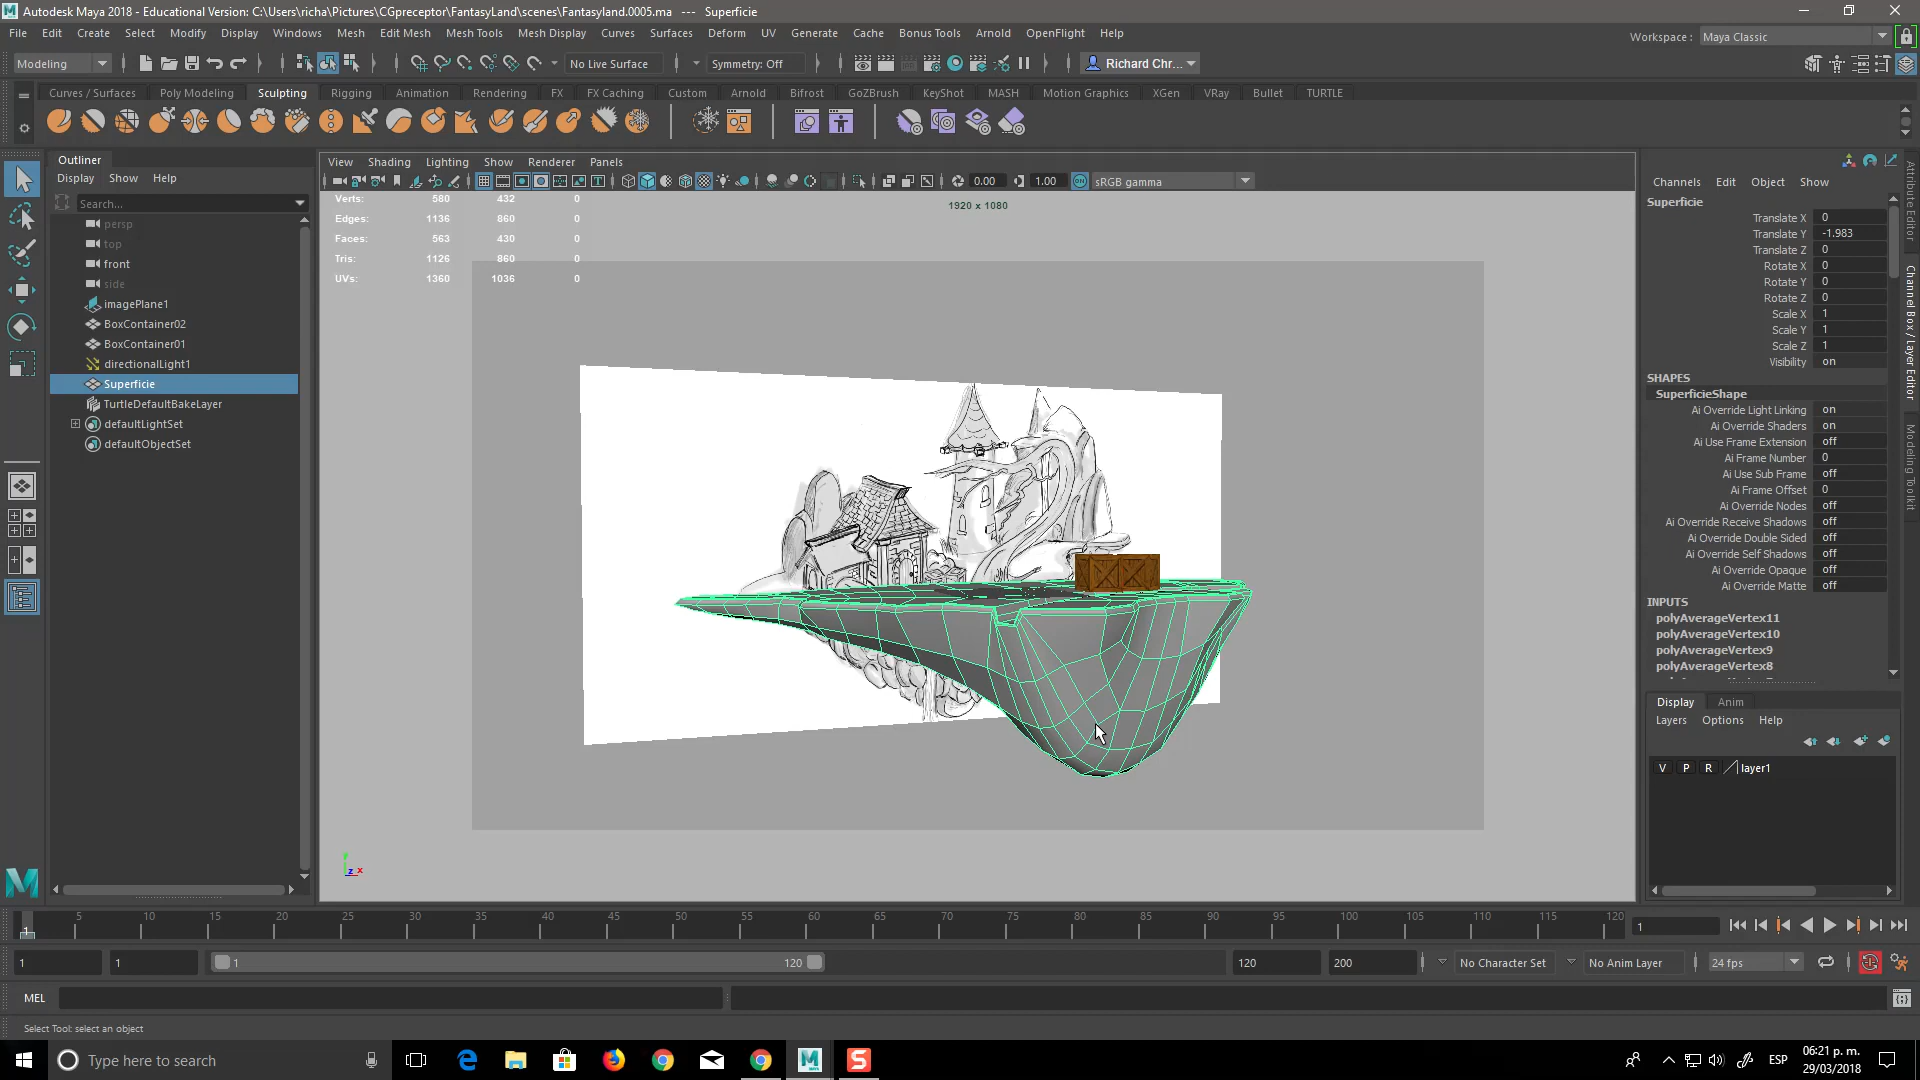 Autodesk Maya 2018 - Educational Version: C:\Users\richa\Pictures\CGpreceptor\FantasyLand\scenes\Fantasyland.0005.ma   ---   Superficie
File Edit Create Select Modify Display Windows Mesh Edit Mesh Mesh Tools Mesh Display Curves Surfaces Deform UV Generate Cache Bonus Tools Arnold OpenFlight Help
Workspace : Maya Classic
Modeling No Live Surface Symmetry: Off Richard Chr...
Curves / Surfaces Poly Modeling Sculpting Rigging Animation Rendering FX FX Caching Custom Arnold Bifrost GoZBrush KeyShot MASH Motion Graphics XGen VRay Bullet TURTLE
Outliner
Display Show Help
Search...
persp
top
front
side
imagePlane1
BoxContainer02
BoxContainer01
directionalLight1
Superficie
TurtleDefaultBakeLayer
defaultLightSet
defaultObjectSet
View Shading Lighting Show Renderer Panels
0.00 1.00 ON sRGB gamma
Verts: 580 432 0
Edges: 1136 860 0
Faces: 563 430 0
Tris: 1126 860 0
UVs: 1360 1036 0
1920 x 1080
y
z x
Channels Edit Object Show
Superficie
Translate X 0
Translate Y -1.983
Translate Z 0
Rotate X 0
Rotate Y 0
Rotate Z 0
Scale X 1
Scale Y 1
Scale Z 1
Visibility on
SHAPES
SuperficieShape
Ai Override Light Linking on
Ai Override Shaders on
Ai Use Frame Extension off
Ai Frame Number 0
Ai Use Sub Frame off
Ai Frame Offset 0
Ai Override Nodes off
Ai Override Receive Shadows off
Ai Override Double Sided off
Ai Override Self Shadows off
Ai Override Opaque off
Ai Override Matte off
INPUTS
polyAverageVertex11
polyAverageVertex10
polyAverageVertex9
polyAverageVertex8
Attribute Editor
Channel Box / Layer Editor
Modeling Toolkit
Display Anim
Layers Options Help
V P R layer1
1 5 10 15 20 25 30 35 40 45 50 55 60 65 70 75 80 85 90 95 100 105 110 115 120
1
1 1 1 120 120 200 No Character Set No Anim Layer 24 fps
MEL
Select Tool: select an object
Type here to search
ESP
06:21 p. m.
29/03/2018